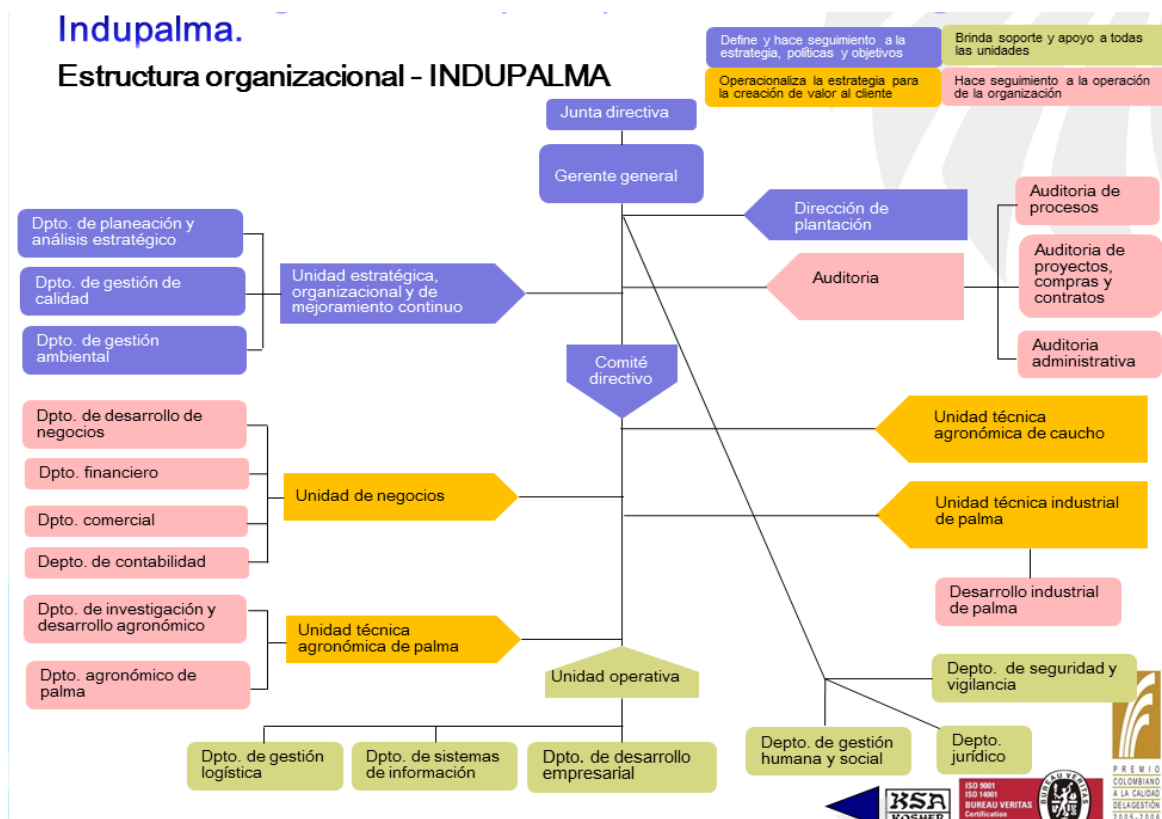 Indupalma.
Estructura organizacional - INDUPALMA
Define y hace seguimiento a la
estrategia, políticas y objetivos
Brinda soporte y apoyo a todas
las unidades
Operacionaliza la estrategia para
la creación de valor al cliente
Hace seguimiento a la operación
de la organización
Junta directiva
Gerente general
Dirección de
plantación
Auditoria
Auditoria de
procesos
Auditoria de
proyectos,
compras y
contratos
Auditoria
administrativa
Dpto. de planeación y
análisis estratégico
Dpto. de gestión de
calidad
Dpto. de gestión
ambiental
Unidad estratégica,
organizacional y de
mejoramiento continuo
Comité
directivo
Dpto. de desarrollo de
negocios
Dpto. financiero
Dpto. comercial
Depto. de contabilidad
Unidad de negocios
Unidad técnica
agronómica de caucho
Unidad técnica industrial
de palma
Desarrollo industrial
de palma
Dpto. de investigación y
desarrollo agronómico
Dpto. agronómico de
palma
Unidad técnica
agronómica de palma
Unidad operativa
Dpto. de gestión
logística
Dpto. de sistemas
de información
Dpto. de desarrollo
empresarial
Depto. de seguridad y
vigilancia
Depto. de gestión
humana y social
Depto.
jurídico
KSA
KOSHER
ISO 9001
ISO 14001
BUREAU VERITAS
Certification
BUREAU VERITAS
PREMIO
COLOMBIANO
A LA CALIDAD
DE LA GESTIÓN
2005-2006